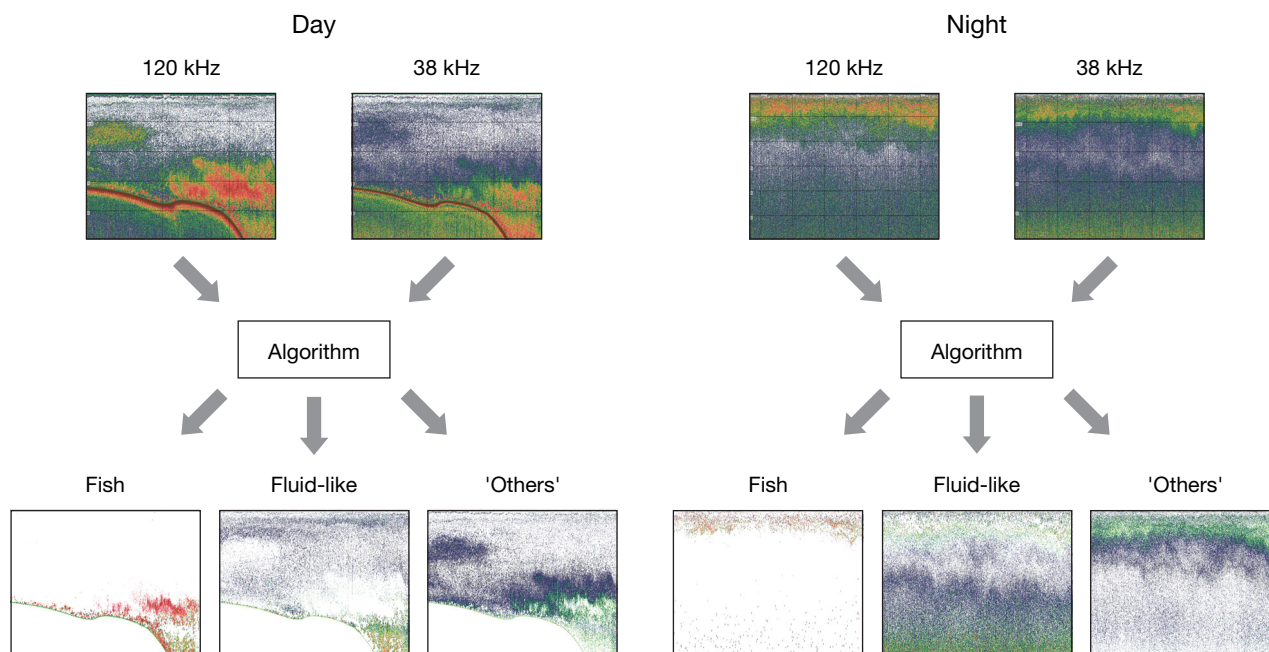 Day
Night
120 kHz
38 kHz
120 kHz
38 kHz
Algorithm
Algorithm
Fish
Fluid-like
'Others'
Fish
Fluid-like
'Others'